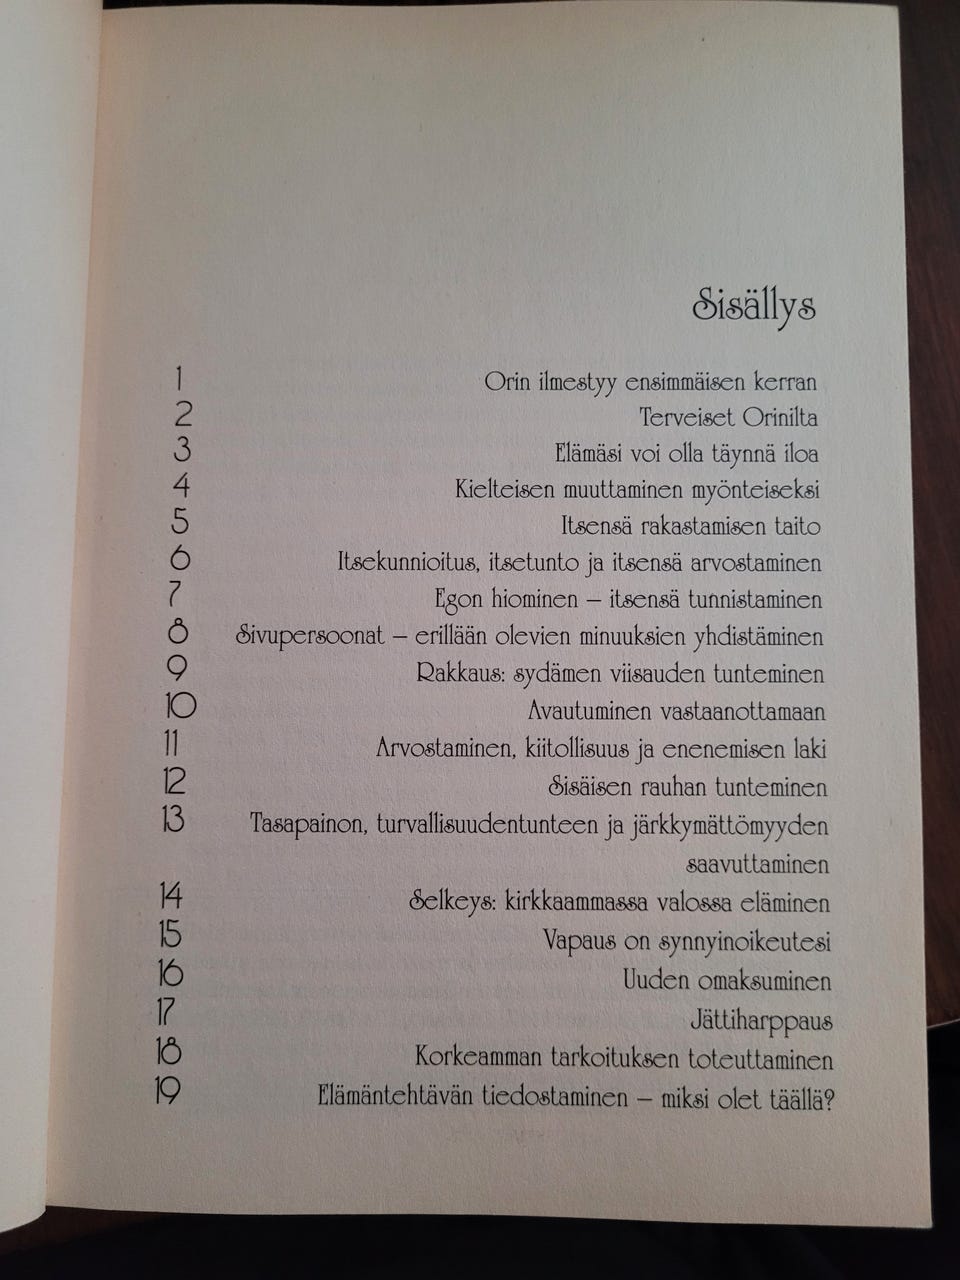 Sisällys
1 Orin ilmestyy ensimmäisen kerran
2 Terveiset Orinilta
3 Elämäsi voi olla täynnä iloa
4 Kielteisen muuttaminen myönteiseksi
5 Itsensä rakastamisen taito
6 Itsekunnioitus, itsetunto ja itsensä arvostaminen
7 Egon hiominen – itsensä tunnistaminen
8 Sivupersoonat – erillään olevien minuuksien yhdistäminen
9 Rakkaus: sydämen viisauden tunteminen
10 Avautuminen vastaanottamaan
11 Arvostaminen, kiitollisuus ja enenemisen laki
12 Sisäisen rauhan tunteminen
13 Tasapainon, turvallisuudentunteen ja järkkymättömyyden
saavuttaminen
14 Selkeys: kirkkaammassa valossa eläminen
15 Vapaus on synnyinoikeutesi
16 Uuden omaksuminen
17 Jättiharppaus
18 Korkeamman tarkoituksen toteuttaminen
19 Elämäntehtävän tiedostaminen – miksi olet täällä?